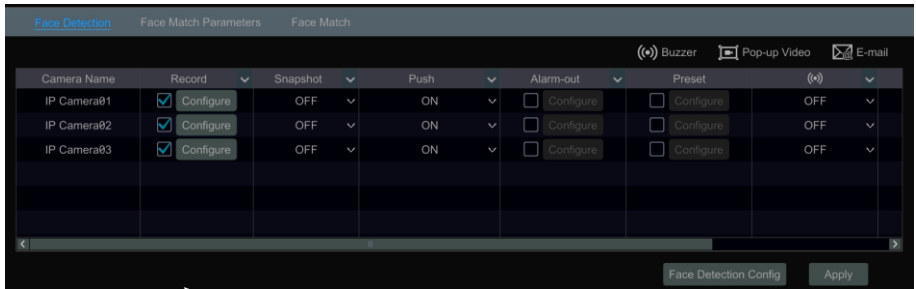 Face Detection Face Match Parameters Face Match
Buzzer Pop-up Video E-mail
Camera Name Record Snapshot Push Alarm-out Preset
IP Camera01 Configure OFF ON Configure Configure OFF
IP Camera02 Configure OFF ON Configure Configure OFF
IP Camera03 Configure OFF ON Configure Configure OFF
Face Detection Config Apply